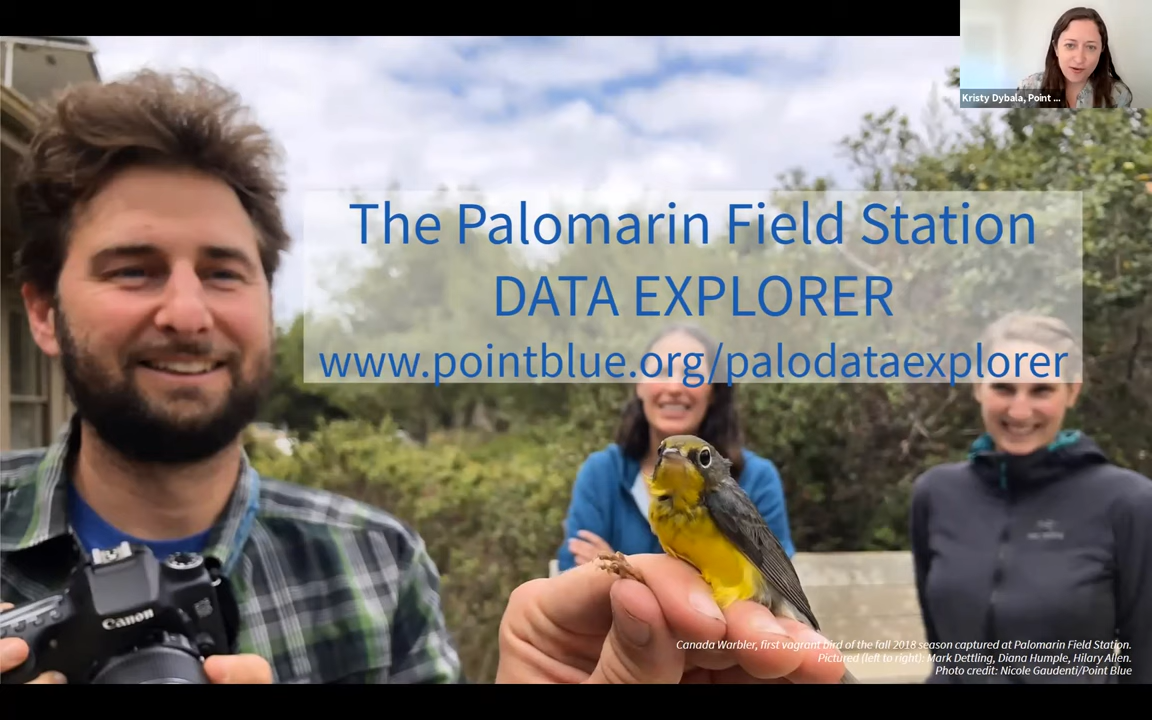 Kristy Dybala, Point ...
The Palomarin Field Station
DATA EXPLORER
www.pointblue.org/palodataexplorer
Canon
Canada Warbler, first vagrant bird of the fall 2018 season captured at Palomarin Field Station.
Pictured (left to right): Mark Dettling, Diana Humple, Hilary Allen.
Photo credit: Nicole Gaudenti/Point Blue